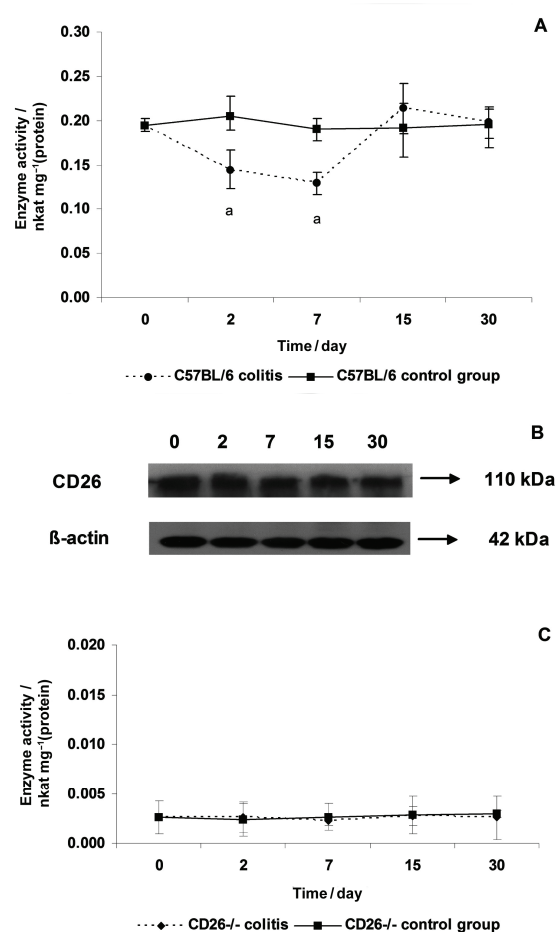 A
0.30
0.25
0.20
0.15
0.10
0.05
0.00
Enzyme activity /
nkat mg⁻¹(protein)
a
a
0 2 7 15 30
Time / day
C57BL/6 colitis C57BL/6 control group
B
0 2 7 15 30
CD26 110 kDa
ß-actin 42 kDa
C
0.020
0.015
0.010
0.005
0.000
Enzyme activity /
nkat mg⁻¹(protein)
0 2 7 15 30
Time / day
CD26-/- colitis CD26-/- control group